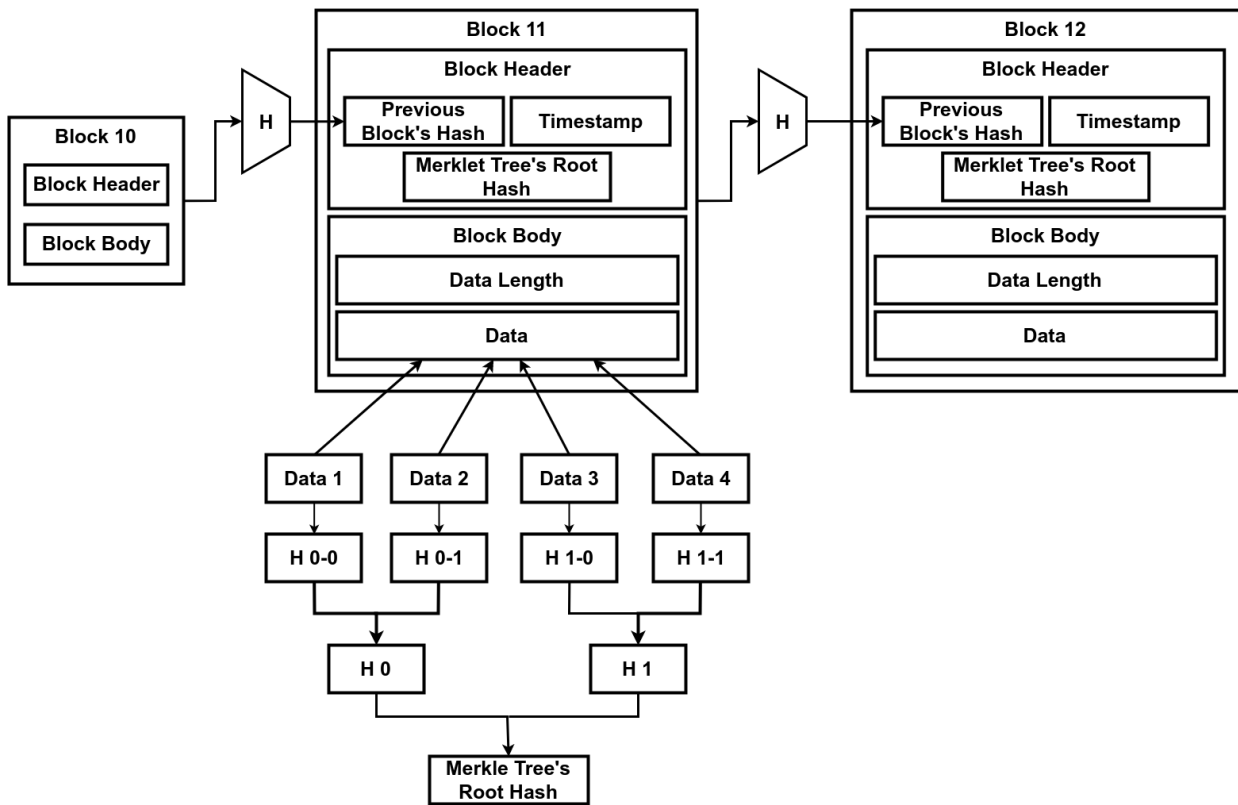 Block 10
Block Header
Block Body
H
Block 11
Block Header
Previous
Block's Hash
Timestamp
Merklet Tree's Root
Hash
Block Body
Data Length
Data
H
Block 12
Block Header
Previous
Block's Hash
Timestamp
Merklet Tree's Root
Hash
Block Body
Data Length
Data
Data 1
Data 2
Data 3
Data 4
H 0-0
H 0-1
H 1-0
H 1-1
H 0
H 1
Merkle Tree's
Root Hash